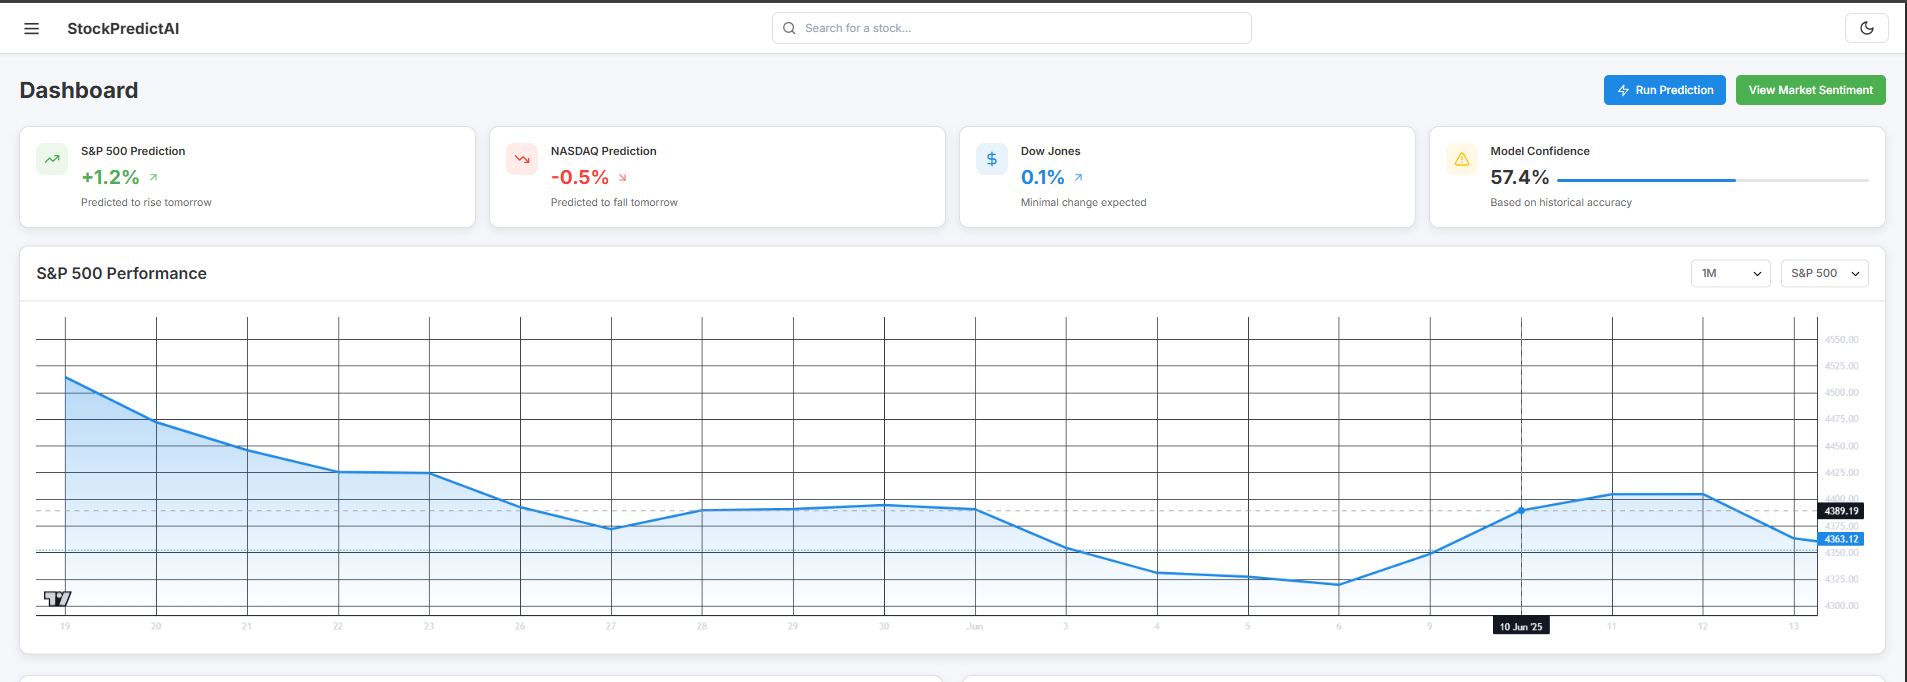 StockPredictAI
Search for a stock...
Dashboard
Run Prediction
View Market Sentiment
S&P 500 Prediction
+1.2%
Predicted to rise tomorrow
NASDAQ Prediction
-0.5%
Predicted to fall tomorrow
Dow Jones
0.1%
Minimal change expected
Model Confidence
57.4%
Based on historical accuracy
S&P 500 Performance
1M
S&P 500
4550.00
4525.00
4500.00
4475.00
4450.00
4425.00
4400.00
4389.19
4375.00
4363.12
4350.00
4325.00
4300.00
19 20 21 22 23 26 27 28 29 30 Jun 3 4 5 6 9 10 Jun '25 11 12 13